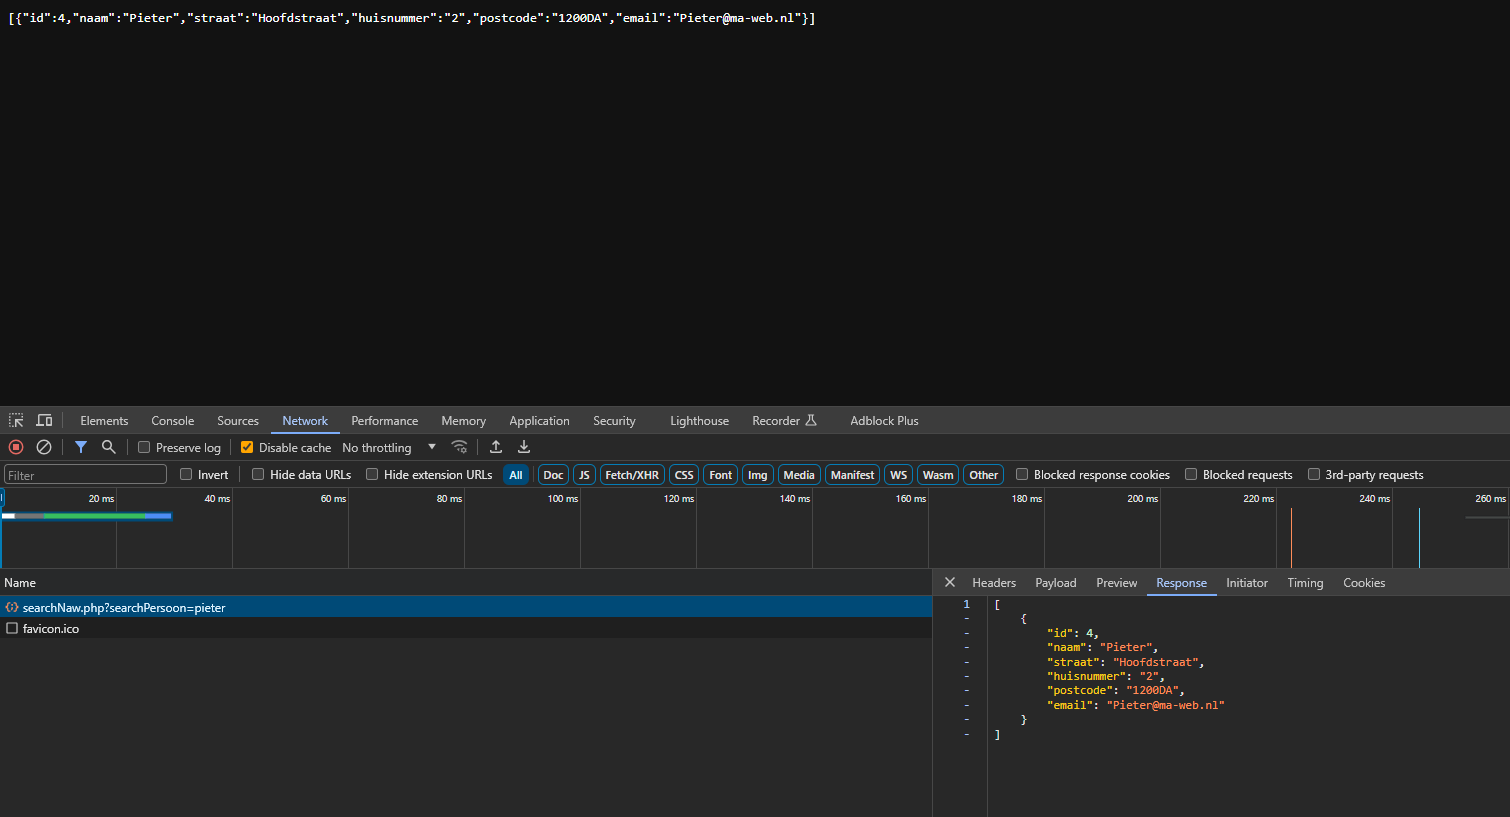 [{"id":4,"naam":"Pieter","straat":"Hoofdstraat","huisnummer":"2","postcode":"1200DA","email":"Pieter@ma-web.nl"}]
Elements Console Sources Network Performance Memory Application Security Lighthouse Recorder Adblock Plus
Preserve log Disable cache No throttling
Filter Invert Hide data URLs Hide extension URLs All Doc JS Fetch/XHR CSS Font Img Media Manifest WS Wasm Other Blocked response cookies Blocked requests 3rd-party requests
20 ms 40 ms 60 ms 80 ms 100 ms 120 ms 140 ms 160 ms 180 ms 200 ms 220 ms 240 ms 260 ms
Name
searchNaw.php?searchPersoon=pieter
favicon.ico
Headers Payload Preview Response Initiator Timing Cookies
1 [
- {
- "id": 4,
- "naam": "Pieter",
- "straat": "Hoofdstraat",
- "huisnummer": "2",
- "postcode": "1200DA",
- "email": "Pieter@ma-web.nl"
- }
- ]